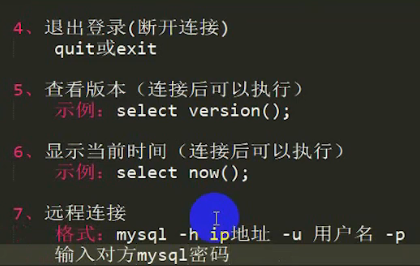 4、退出登录(断开连接)
quit或exit
5、查看版本（连接后可以执行）
示例：select version();
6、显示当前时间（连接后可以执行）
示例：select now();
7、远程连接
格式：mysql -h ip地址 -u 用户名 -p
输入对方mysql密码